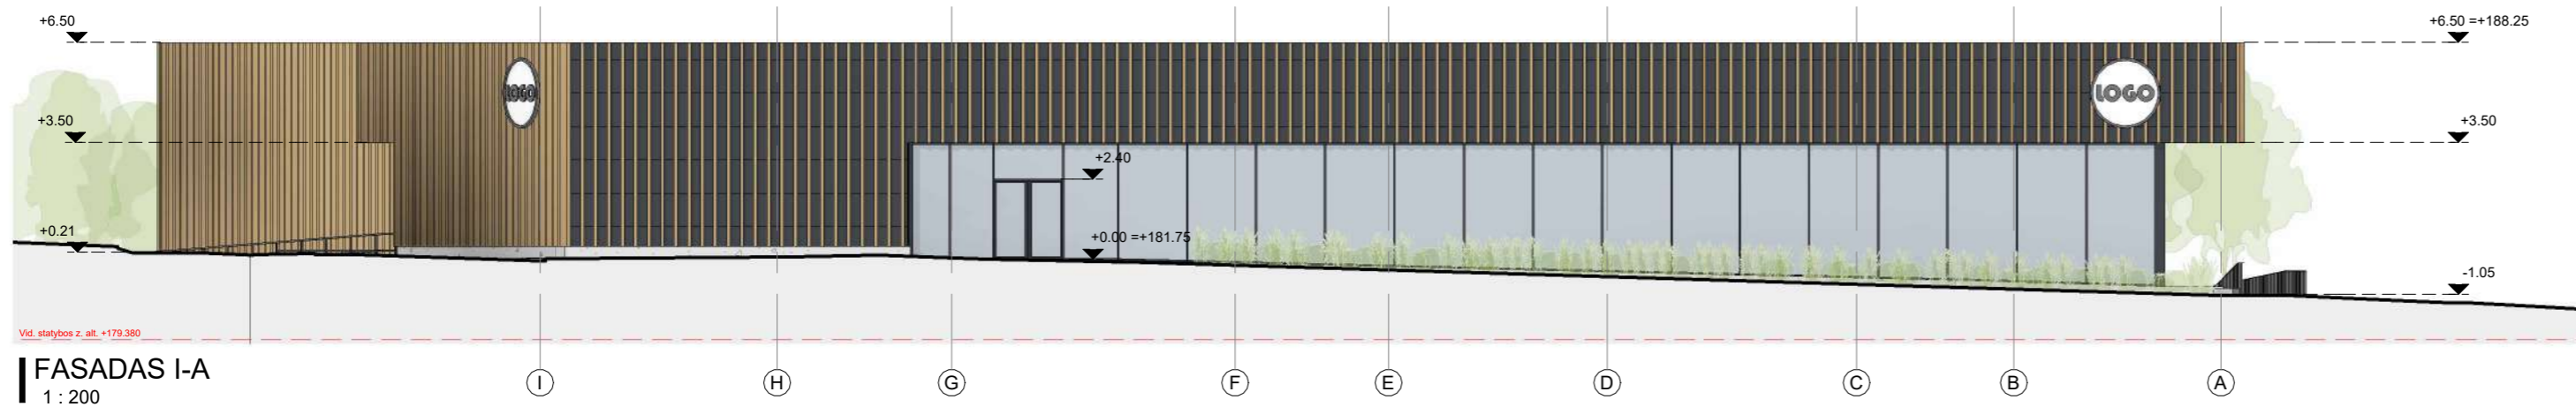 +6.50
+6.50 =+188.25
LOGO
LOGO
+3.50
+3.50
+2.40
+0.21
+0.00 =+181.75
-1.05
Vid. statybos z. alt. +179.380
FASADAS I-A
1 : 200
I
H
G
F
E
D
C
B
A